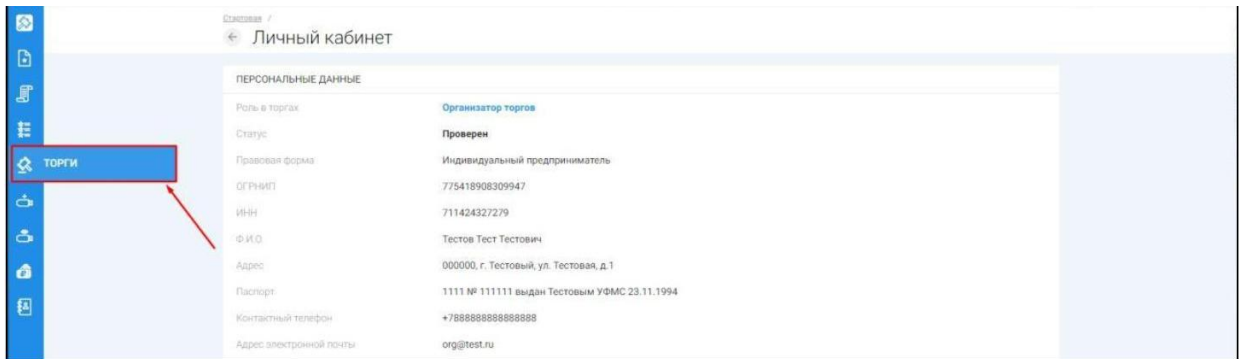 Стартовая /
Личный кабинет
ПЕРСОНАЛЬНЫЕ ДАННЫЕ
Роль в торгах Организатор торгов
Статус Проверен
ТОРГИ
Правовая форма Индивидуальный предприниматель
ОГРНИП 775418908309947
ИНН 711424327279
Ф.И.О. Тестов Тест Тестович
Адрес 000000, г. Тестовый, ул. Тестовая, д.1
Паспорт 1111 № 111111 выдан Тестовым УФМС 23.11.1994
Контактный телефон +7888888888888888
Адрес электронной почты org@test.ru